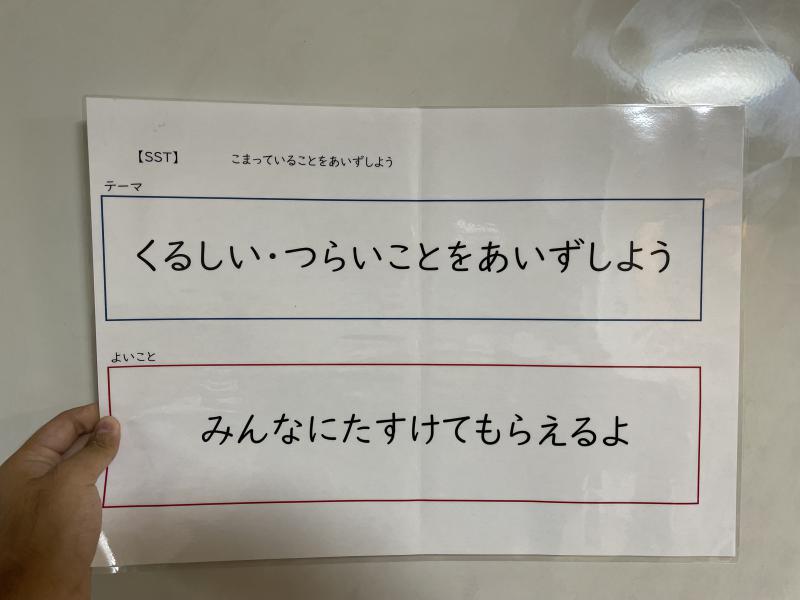 【SST】 こまっていることをあいずしよう
テーマ
くるしい・つらいことをあいずしよう
よいこと
みんなにたすけてもらえるよ